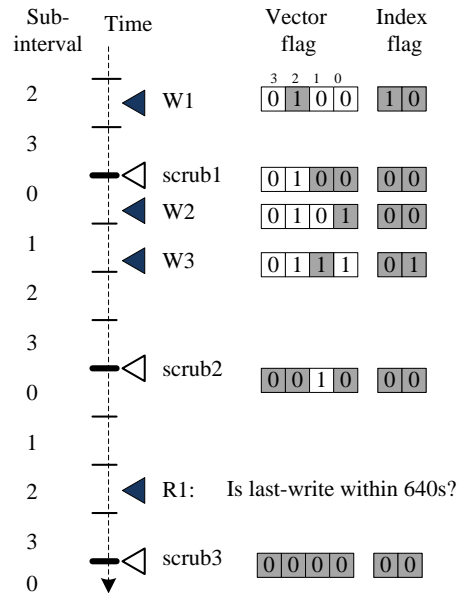 Sub-interval Time Vector flag Index flag
3 2 1 0
2 W1 0 1 0 0 1 0
3
scrub1 0 1 0 0 0 0
0
W2 0 1 0 1 0 0
1
W3 0 1 1 1 0 1
2
3
scrub2 0 0 1 0 0 0
0
1
2 R1: Is last-write within 640s?
3
scrub3 0 0 0 0 0 0
0